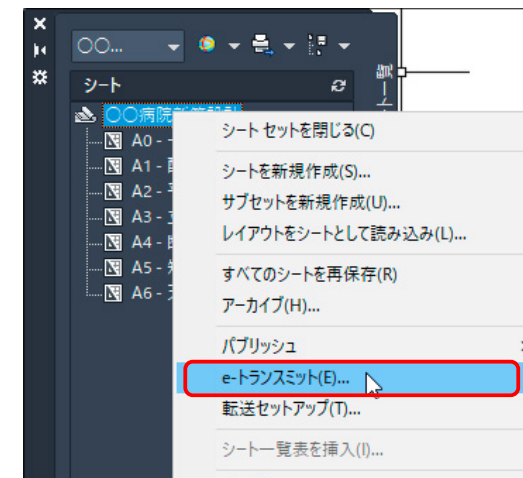 〇〇...
シート
〇〇病院
A0 -
A1 -
A2 -
A3 -
A4 -
A5 -
A6 -
シート セットを閉じる(C)
シートを新規作成(S)...
サブセットを新規作成(U)...
レイアウトをシートとして読み込み(L)...
すべてのシートを再保存(R)
アーカイブ(H)...
パブリッシュ
e-トランスミット(E)...
転送セットアップ(T)...
シート一覧表を挿入(I)...